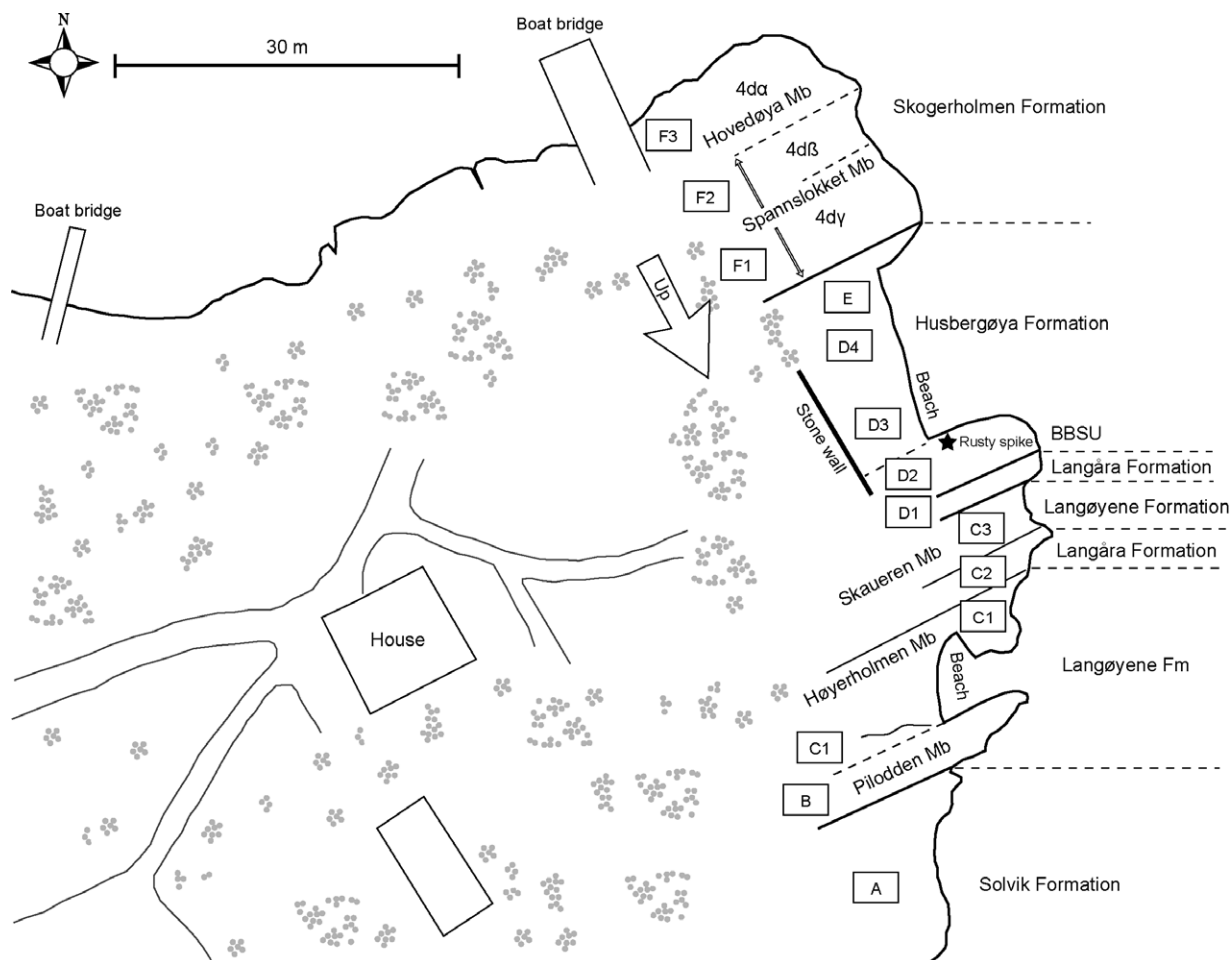 N
30 m
Boat bridge
Boat bridge
4dα
Hovedøya Mb
4dß
Spannslokket Mb
4dγ
Skogerholmen Formation
F3
F2
F1
Up
E
D4
Husbergøya Formation
Beach
Stone wall
D3
Rusty spike
BBSU
D2
Langåra Formation
D1
Langøyene Formation
C3
Skaueren Mb
C2
Langåra Formation
C1
House
Høyerholmen Mb
Beach
Langøyene Fm
C1
Pilodden Mb
B
A
Solvik Formation